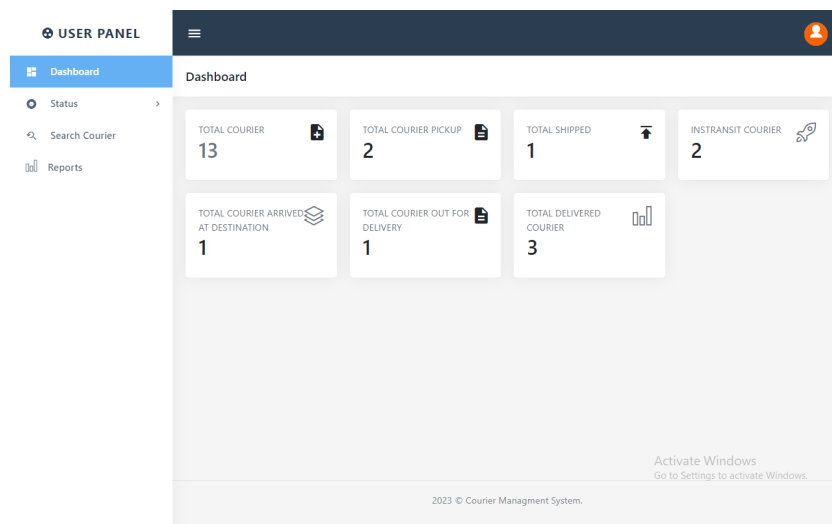 USER PANEL
Dashboard
Status
Search Courier
Reports
Dashboard
TOTAL COURIER
13
TOTAL COURIER PICKUP
2
TOTAL SHIPPED
1
INSTRANSIT COURIER
2
TOTAL COURIER ARRIVED
AT DESTINATION
1
TOTAL COURIER OUT FOR
DELIVERY
1
TOTAL DELIVERED
COURIER
3
Activate Windows
Go to Settings to activate Windows.
2023 © Courier Managment System.